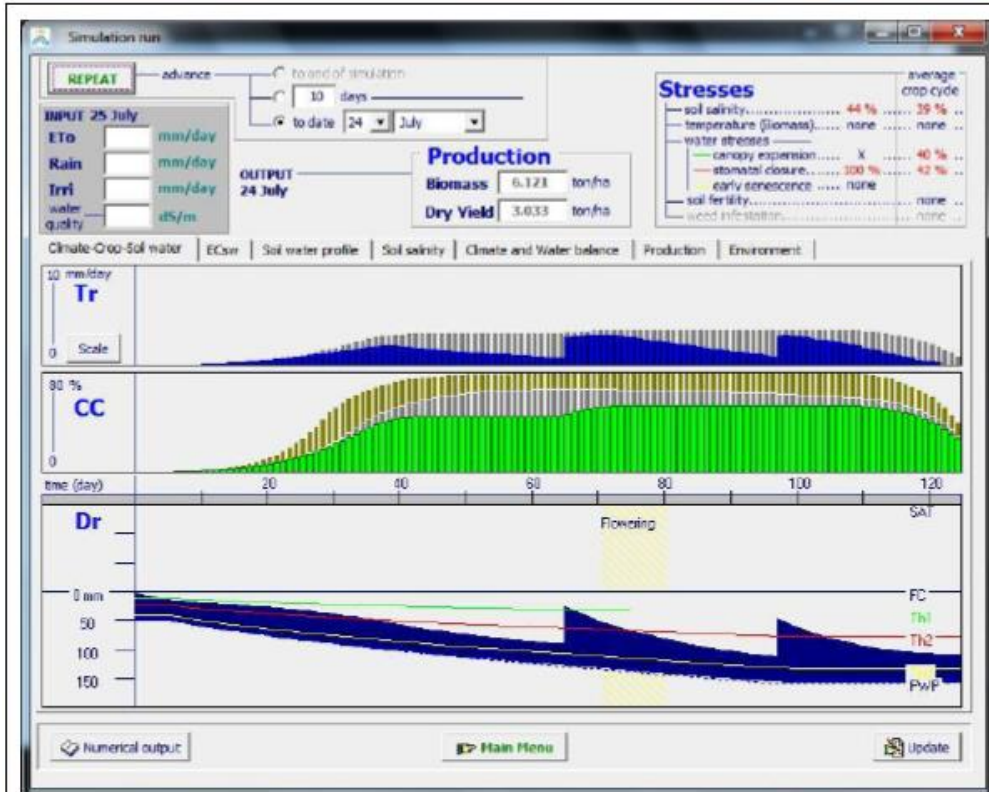 Simulation run
REPEAT
advance
to end of simulation
10 days
to date 24 July
INPUT 25 July
ETo mm/day
Rain mm/day
Irri mm/day
water quality dS/m
OUTPUT
24 July
Production
Biomass 6.121 ton/ha
Dry Yield 3.033 ton/ha
Stresses
average
crop cycle
soil salinity 44 % 39 %
temperature (Biomass) none none
water stresses
canopy expansion X 40 %
stomatal closure 100 % 42 %
early senescence none
soil fertility none
weed infestation none
Climate-Crop-Soil water ECsw Soil water profile Soil salinity Climate and Water balance Production Environment
10 mm/day
Tr
0 Scale
80 %
CC
0
time (day) 20 40 60 80 100 120
SAT
Dr
Flowering
0 mm FC
50 Th1
Th2
100
150 PWP
Numerical output Main Menu Update